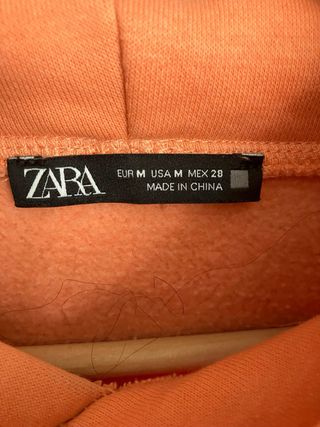 ZARA
EUR M USA M MEX 28
MADE IN CHINA